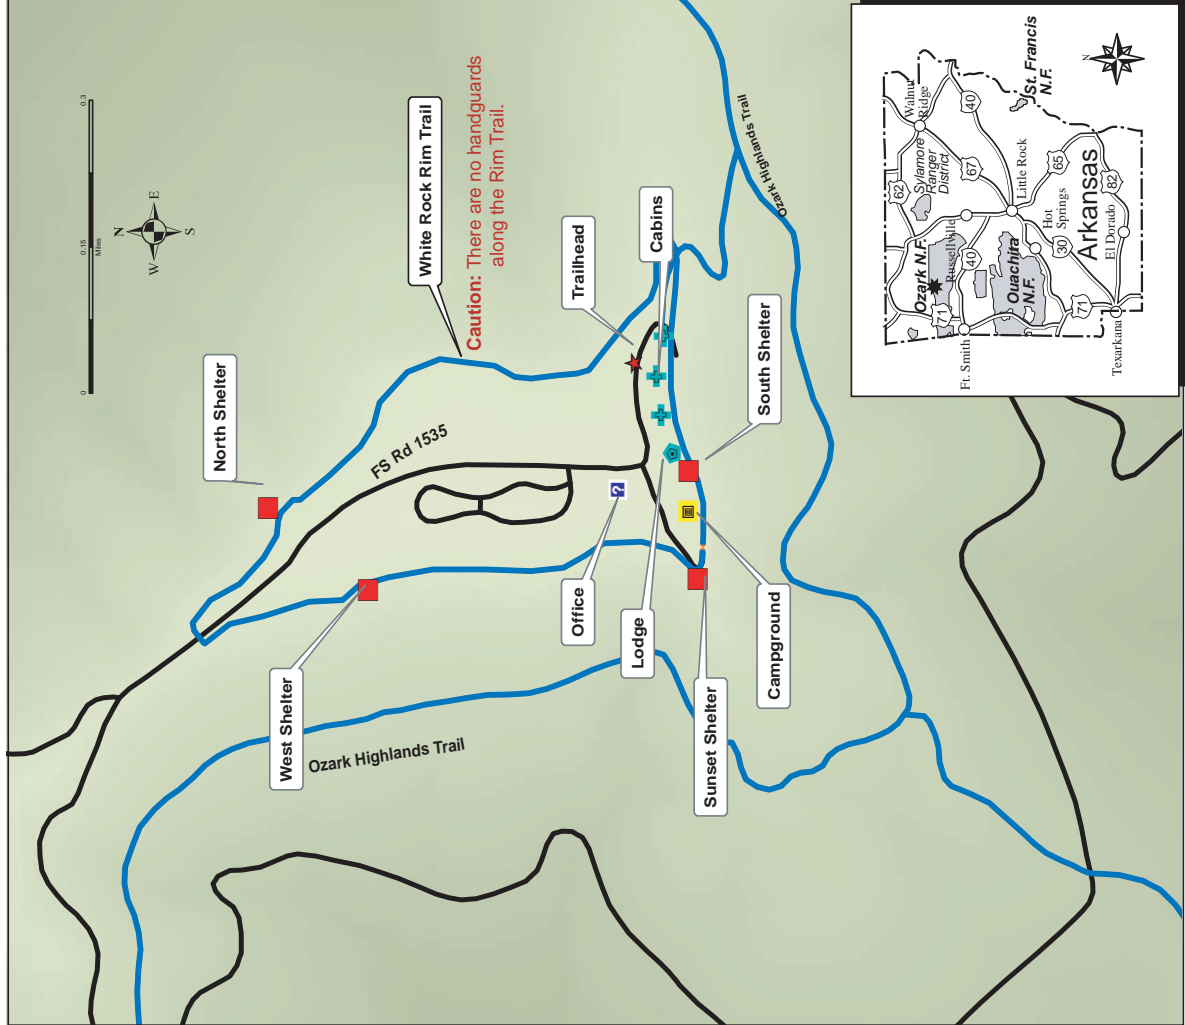 0
0.15
0.3
Miles
N
W
E
S
White Rock Rim Trail
Caution: There are no handguards
along the Rim Trail.
North Shelter
FS Rd 1535
Trailhead
Cabins
South Shelter
Ozark Highlands Trail
Ozark Highlands Trail
?
Office
Lodge
Campground
West Shelter
Sunset Shelter
Ozark Highlands Trail
N
Walnut
Ridge
St. Francis
N.F.
40
62
Sylamore
Ranger
District
67
Little Rock
65
Ozark N.F.
Russellville
40
Hot
Springs
Arkansas
82
71
Ouachita
N.F.
30
El Dorado
71
Ft. Smith
Texarkana